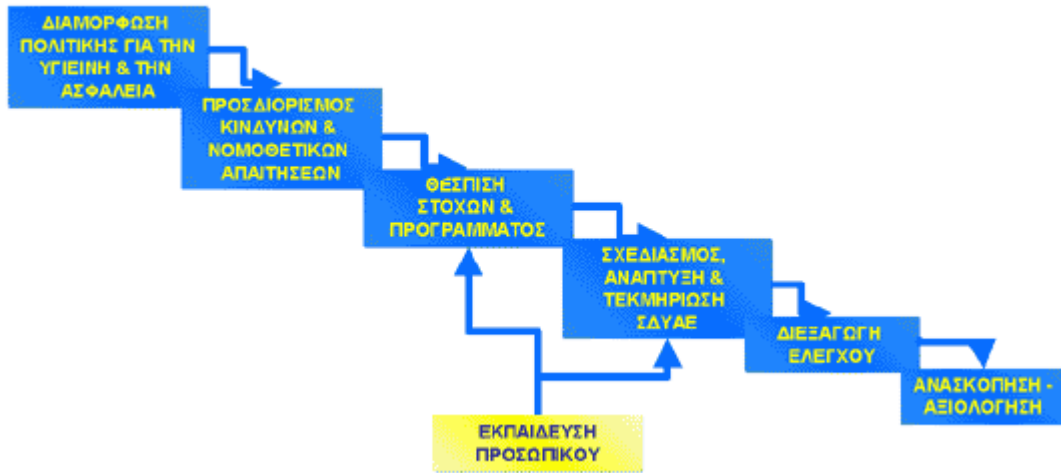 ΔΙΑΜΟΡΦΩΣΗ
ΠΟΛΙΤΙΚΗΣ ΓΙΑ ΤΗΝ
ΥΓΙΕΙΝΗ & ΤΗΝ
ΑΣΦΑΛΕΙΑ
ΠΡΟΣΔΙΟΡΙΣΜΟΣ
ΚΙΝΔΥΝΩΝ &
ΝΟΜΟΘΕΤΙΚΩΝ
ΑΠΑΙΤΗΣΕΩΝ
ΘΕΣΠΙΣΗ
ΣΤΟΧΩΝ &
ΠΡΟΓΡΑΜΜΑΤΟΣ
ΣΧΕΔΙΑΣΜΟΣ,
ΑΝΑΠΤΥΞΗ &
ΤΕΚΜΗΡΙΩΣΗ
ΣΔΥΑΕ
ΔΙΕΞΑΓΩΓΗ
ΕΛΕΓΧΟΥ
ΑΝΑΣΚΟΠΗΣΗ -
ΑΞΙΟΛΟΓΗΣΗ
ΕΚΠΑΙΔΕΥΣΗ
ΠΡΟΣΩΠΙΚΟΥ